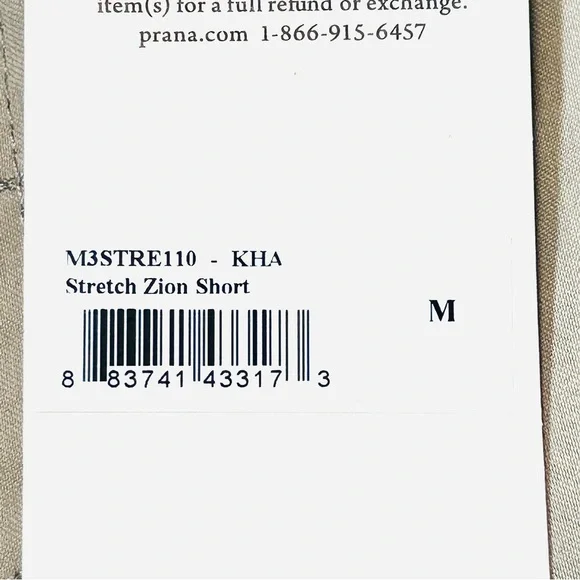 item(s) for a full refund or exchange.
prana.com 1-866-915-6457
M3STRE110 - KHA
Stretch Zion Short
M
8 83741 43317 3